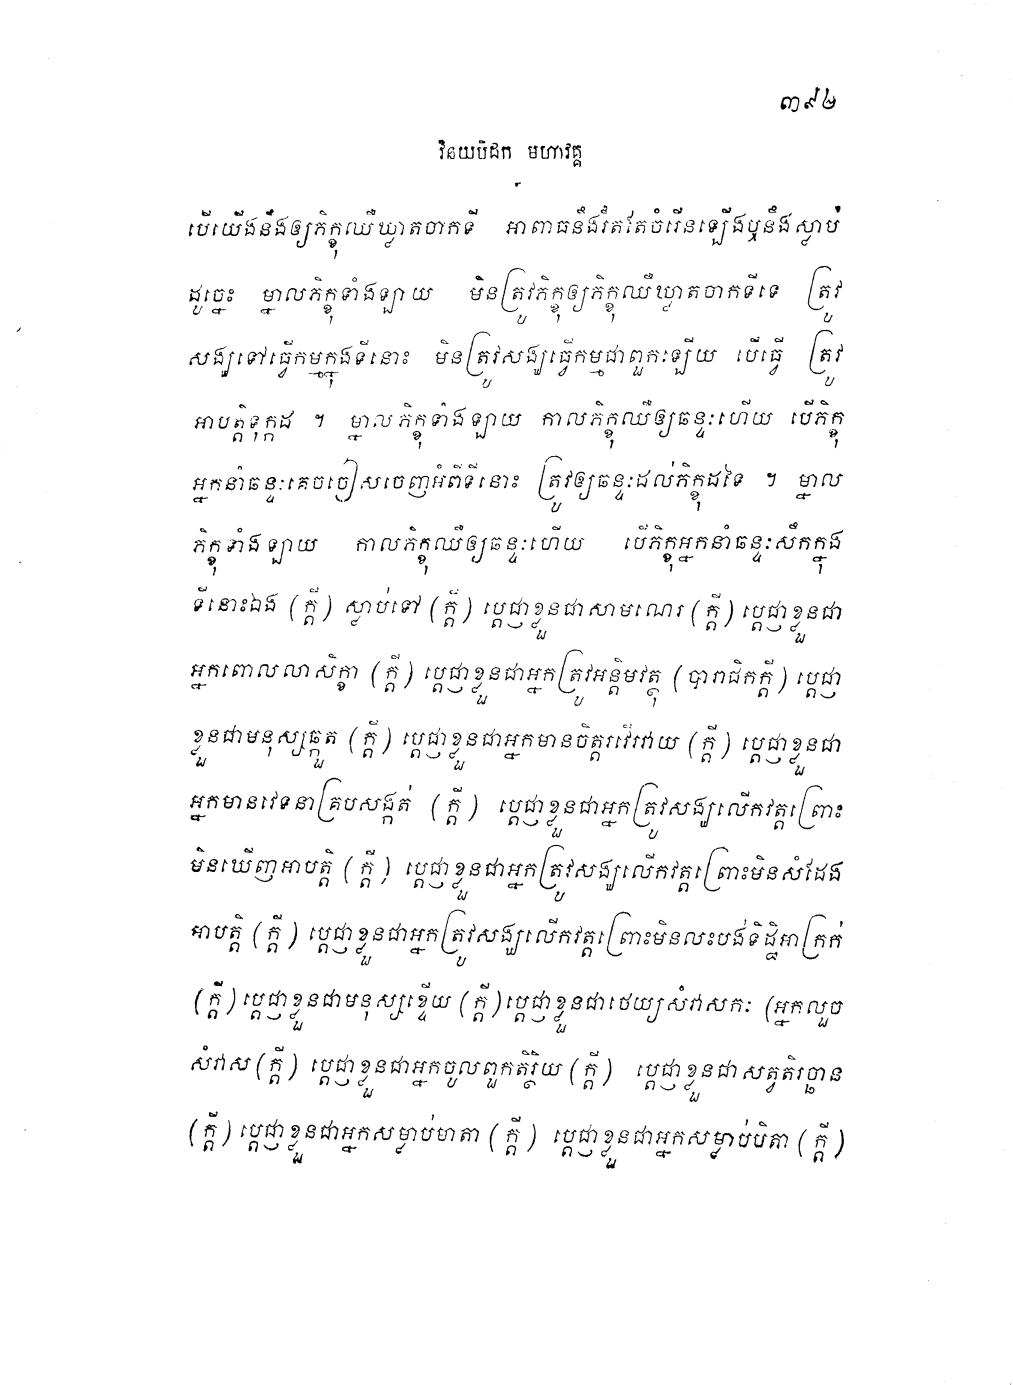 ៣៩២
វិនយបិដក មហាវគ្គ
បើយើងនឹងឲ្យភិក្ខុឈឺឃ្លាតចាកទី អាពាធនឹងរឹតតែចំរើនឡើងឬនឹងស្លាប់
ដូច្នេះ ម្នាលភិក្ខុទាំងឡាយ មិនត្រូវភិក្ខុឲ្យភិក្ខុឈឺឃ្លាតចាកទីទេ ត្រូវ
សង្ឃទៅធ្វើកម្មក្នុងទីនោះ មិនត្រូវសង្ឃធ្វើកម្មជាពួកៈឡើយ បើធ្វើ ត្រូវ
អាបត្តិទុក្កដ ។ ម្នាលភិក្ខុទាំងឡាយ កាលភិក្ខុឈឺឲ្យឆន្ទៈហើយ បើភិក្ខុ
អ្នកនាំឆន្ទៈគេចចៀសចេញអំពីទីនោះ ត្រូវឲ្យឆន្ទៈដល់ភិក្ខុដទៃ ។ ម្នាល
ភិក្ខុទាំងឡាយ កាលភិក្ខុឈឺឲ្យឆន្ទៈហើយ បើភិក្ខុអ្នកនាំឆន្ទៈសឹកក្នុង
ទីនោះឯង (ក្តី) ស្លាប់ទៅ (ក្តី) ប្តេជ្ញាខ្លួនជាសាមណេរ (ក្តី) ប្តេជ្ញាខ្លួនជា
អ្នកពោលលាសិក្ខា (ក្តី) ប្តេជ្ញាខ្លួនជាអ្នកត្រូវអន្តិមវត្ថុ (បារាជិកក្តី) ប្តេជ្ញា
ខ្លួនជាមនុស្សឆ្កួត (ក្តី) ប្តេជ្ញាខ្លួនជាអ្នកមានចិត្តរវើរវាយ (ក្តី) ប្តេជ្ញាខ្លួនជា
អ្នកមានវេទនាគ្របសង្កត់ (ក្តី) ប្តេជ្ញាខ្លួនជាអ្នកត្រូវសង្ឃលើកវត្តព្រោះ
មិនឃើញអាបត្តិ (ក្តី) ប្តេជ្ញាខ្លួនជាអ្នកត្រូវសង្ឃលើកវត្តព្រោះមិនសំដែង
អាបត្តិ (ក្តី) ប្តេជ្ញាខ្លួនជាអ្នកត្រូវសង្ឃលើកវត្តព្រោះមិនលះបង់ទិដ្ឋិអាក្រក់
(ក្តី) ប្តេជ្ញាខ្លួនជាមនុស្សខ្ទើយ (ក្តី) ប្តេជ្ញាខ្លួនជាថេយ្យសំវាសកៈ (អ្នកលួច
សំវាស (ក្តី) ប្តេជ្ញាខ្លួនជាអ្នកចូលពួកតិរ្ថិយ (ក្តី) ប្តេជ្ញាខ្លួនជាសត្វតិរច្ឆាន
(ក្តី) ប្តេជ្ញាខ្លួនជាអ្នកសម្លាប់មាតា (ក្តី) ប្តេជ្ញាខ្លួនជាអ្នកសម្លាប់បិតា (ក្តី)